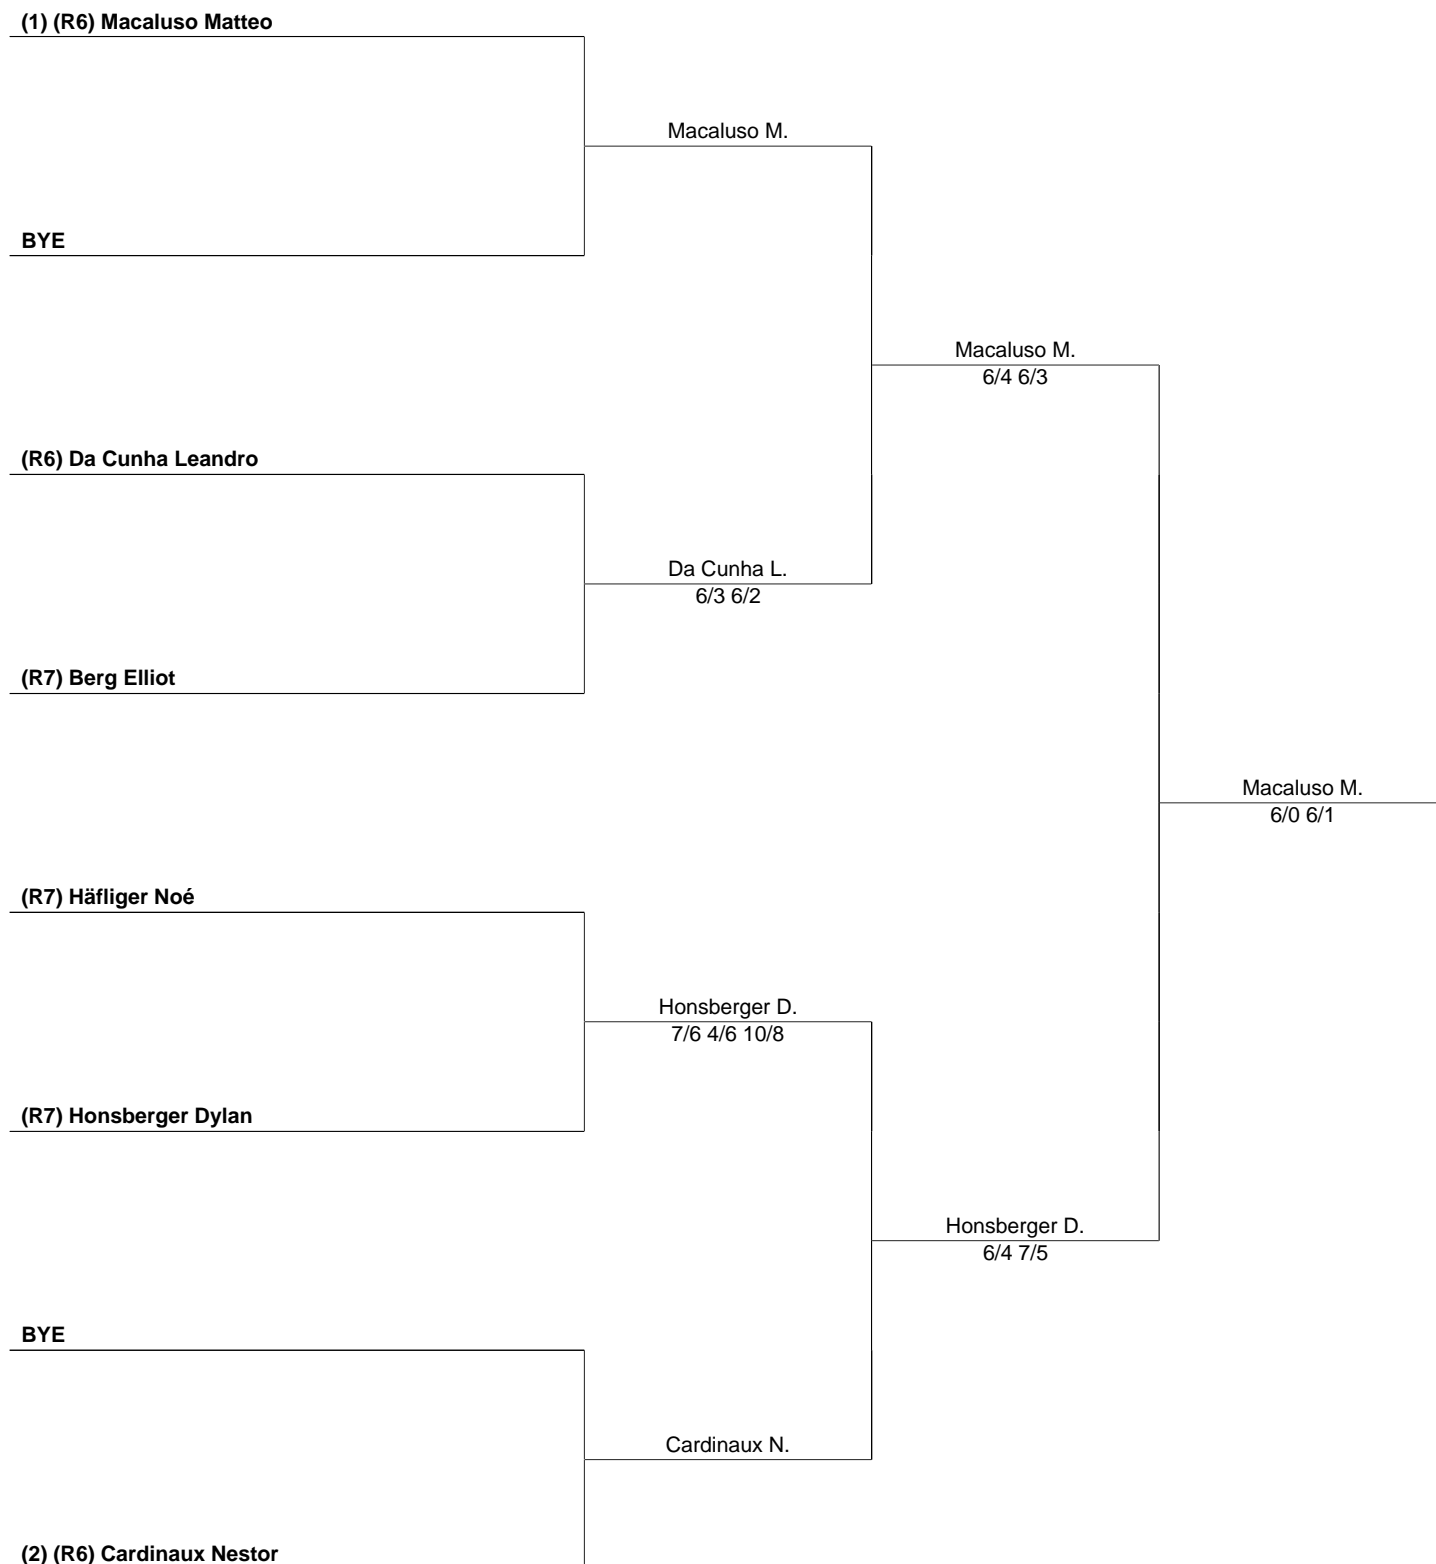 (1) (R6) Macaluso Matteo
Macaluso M.
BYE
Macaluso M.
6/4 6/3
(R6) Da Cunha Leandro
Da Cunha L.
6/3 6/2
(R7) Berg Elliot
Macaluso M.
6/0 6/1
(R7) Häfliger Noé
Honsberger D.
7/6 4/6 10/8
(R7) Honsberger Dylan
Honsberger D.
6/4 7/5
BYE
Cardinaux N.
(2) (R6) Cardinaux Nestor